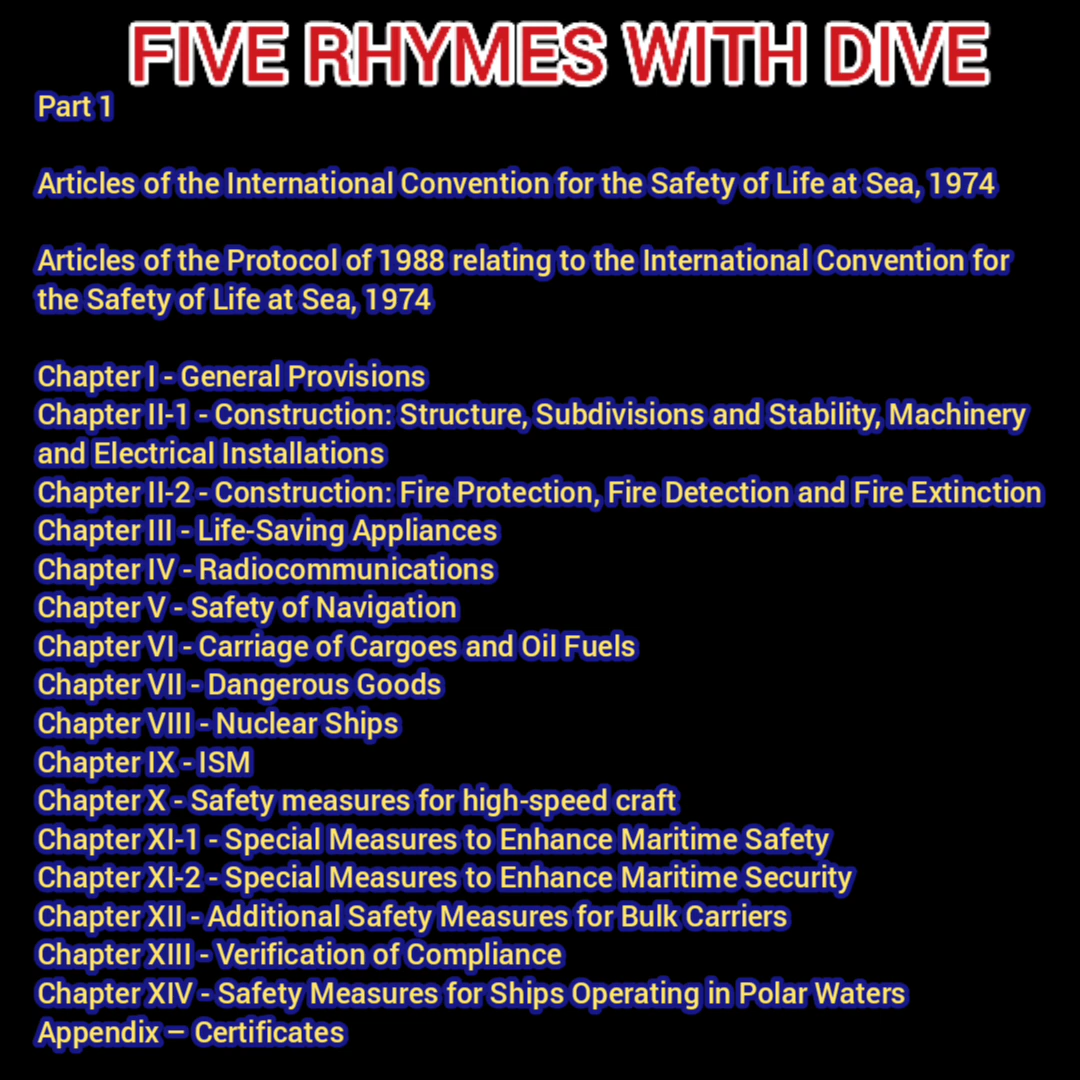 FIVE RHYMES WITH DIVE
Part 1
Articles of the International Convention for the Safety of Life at Sea, 1974
Articles of the Protocol of 1988 relating to the International Convention for
the Safety of Life at Sea, 1974
Chapter I - General Provisions
Chapter II-1 - Construction: Structure, Subdivisions and Stability, Machinery
and Electrical Installations
Chapter II-2 - Construction: Fire Protection, Fire Detection and Fire Extinction
Chapter III - Life-Saving Appliances
Chapter IV - Radiocommunications
Chapter V - Safety of Navigation
Chapter VI - Carriage of Cargoes and Oil Fuels
Chapter VII - Dangerous Goods
Chapter VIII - Nuclear Ships
Chapter IX - ISM
Chapter X - Safety measures for high-speed craft
Chapter XI-1 - Special Measures to Enhance Maritime Safety
Chapter XI-2 - Special Measures to Enhance Maritime Security
Chapter XII - Additional Safety Measures for Bulk Carriers
Chapter XIII - Verification of Compliance
Chapter XIV - Safety Measures for Ships Operating in Polar Waters
Appendix – Certificates